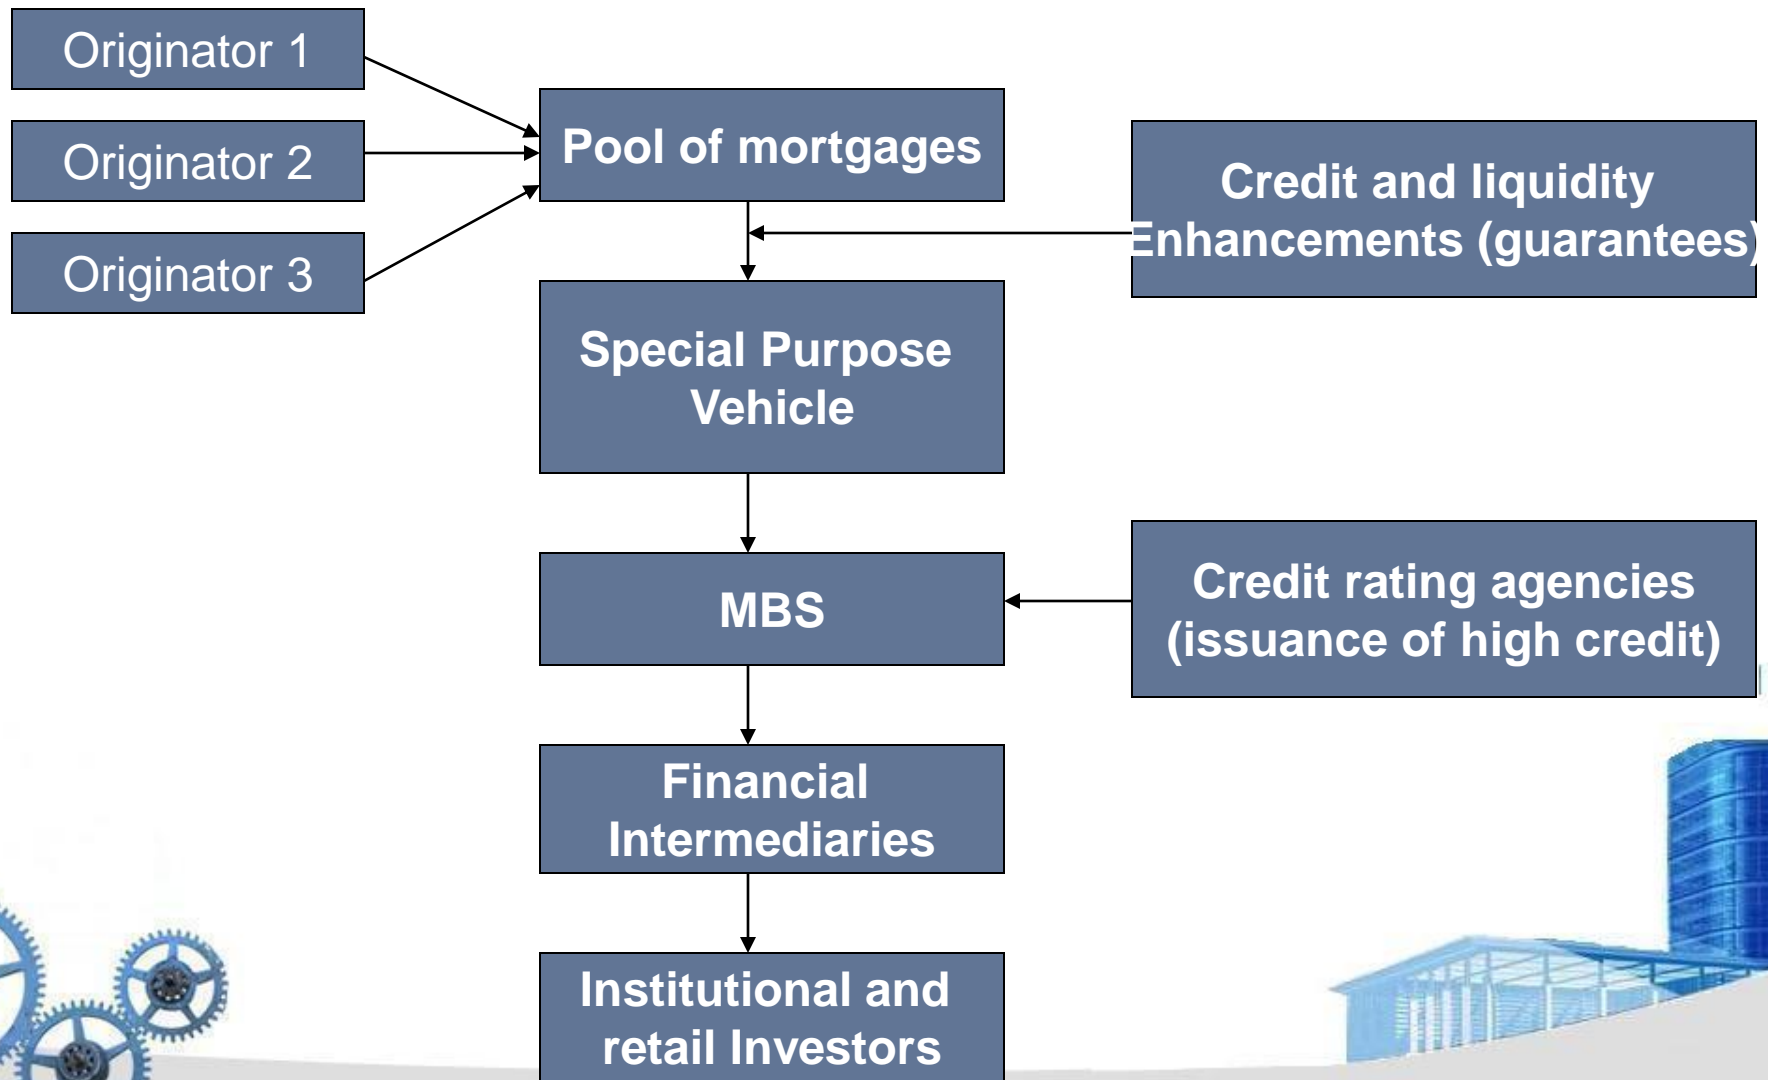 Originator 1
Originator 2
Originator 3
Pool of mortgages
Credit and liquidity
Enhancements (guarantees)
Special Purpose
Vehicle
MBS
Credit rating agencies
(issuance of high credit)
Financial
Intermediaries
Institutional and
retail Investors